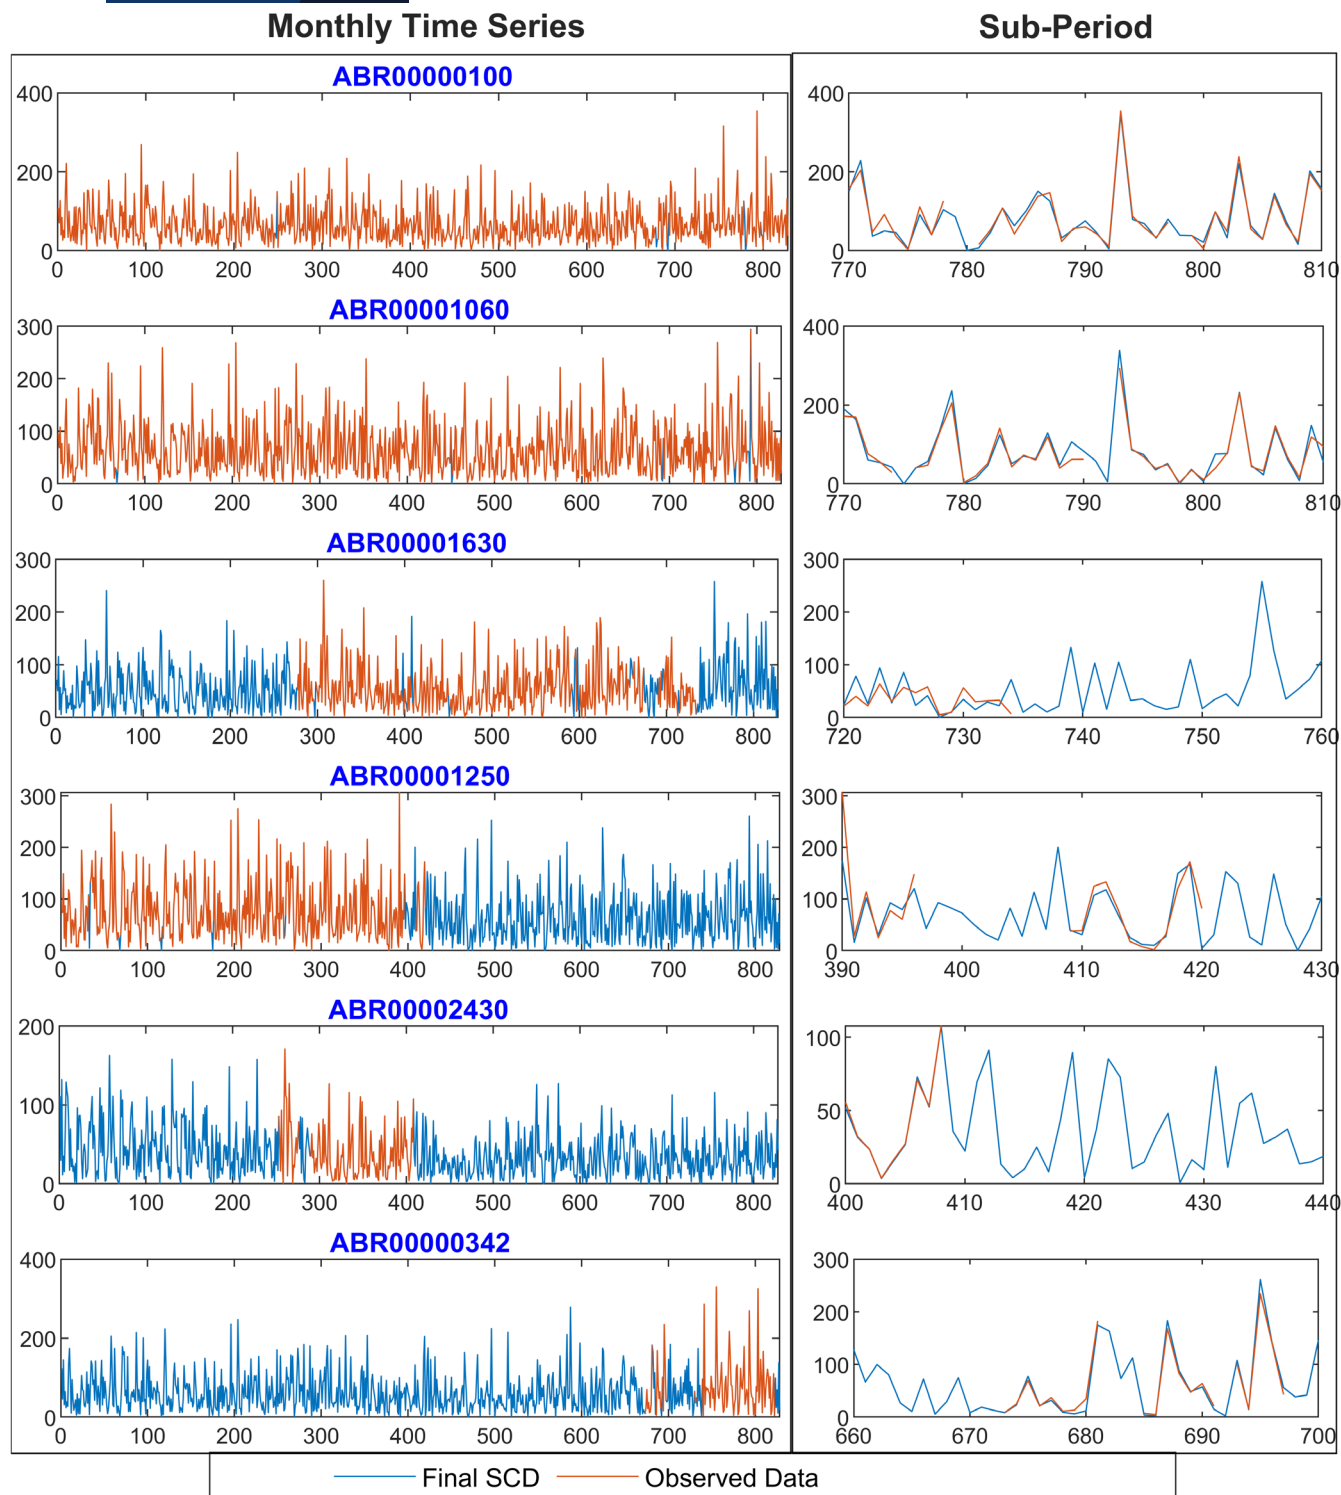 Monthly Time Series
Sub-Period
ABR00000100
400
200
0
0 100 200 300 400 500 600 700 800
400
200
0
770 780 790 800 810
ABR00001060
300
200
100
0
0 100 200 300 400 500 600 700 800
400
200
0
770 780 790 800 810
ABR00001630
300
200
100
0
0 100 200 300 400 500 600 700 800
300
200
100
0
720 730 740 750 760
ABR00001250
300
200
100
0
0 100 200 300 400 500 600 700 800
300
200
100
0
390 400 410 420 430
ABR00002430
200
100
0
0 100 200 300 400 500 600 700 800
100
50
0
400 410 420 430 440
ABR00000342
400
200
0
0 100 200 300 400 500 600 700 800
300
200
100
0
660 670 680 690 700
Final SCD Observed Data